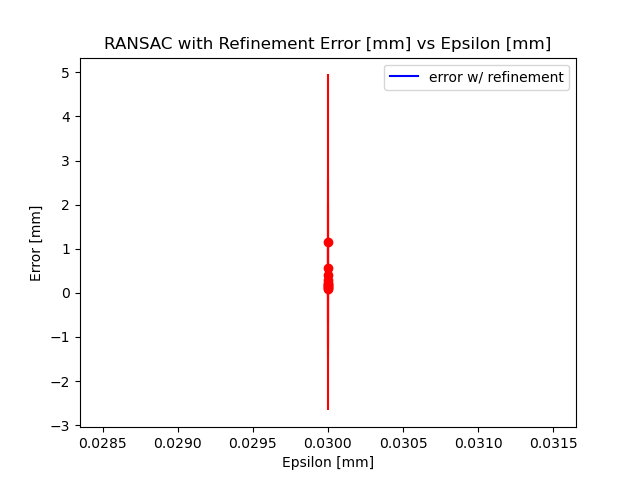 RANSAC with Refinement Error [mm] vs Epsilon [mm]
error w/ refinement
5
4
3
2
1
0
−1
−2
−3
Error [mm]
0.0285 0.0290 0.0295 0.0300 0.0305 0.0310 0.0315
Epsilon [mm]